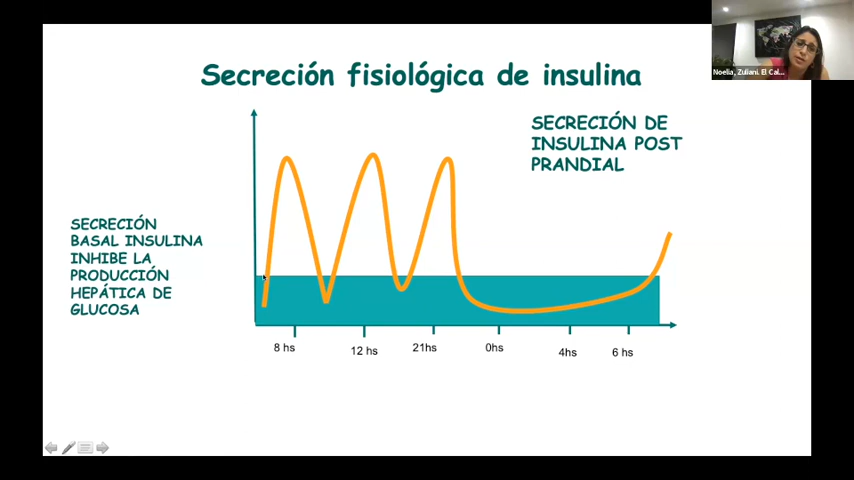 Noelia, Zuliani. El Cal...
Secreción fisiológica de insulina
SECRECIÓN DE
INSULINA POST
PRANDIAL
SECRECIÓN
BASAL INSULINA
INHIBE LA
PRODUCCIÓN
HEPÁTICA DE
GLUCOSA
8 hs
12 hs
21hs
0hs
4hs
6 hs